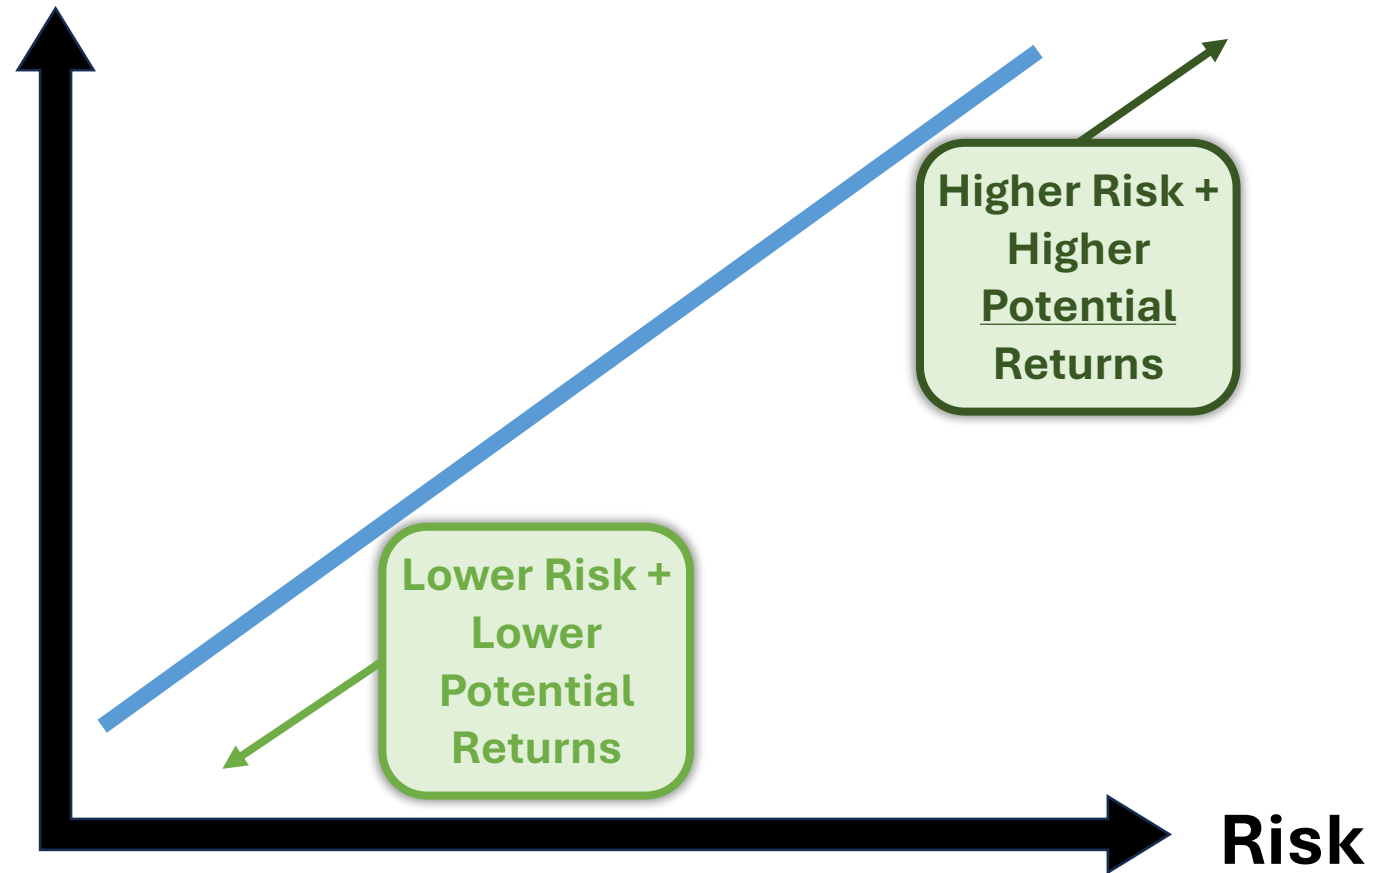 Higher Risk +
Higher
Potential
Returns
Lower Risk +
Lower
Potential
Returns
Risk